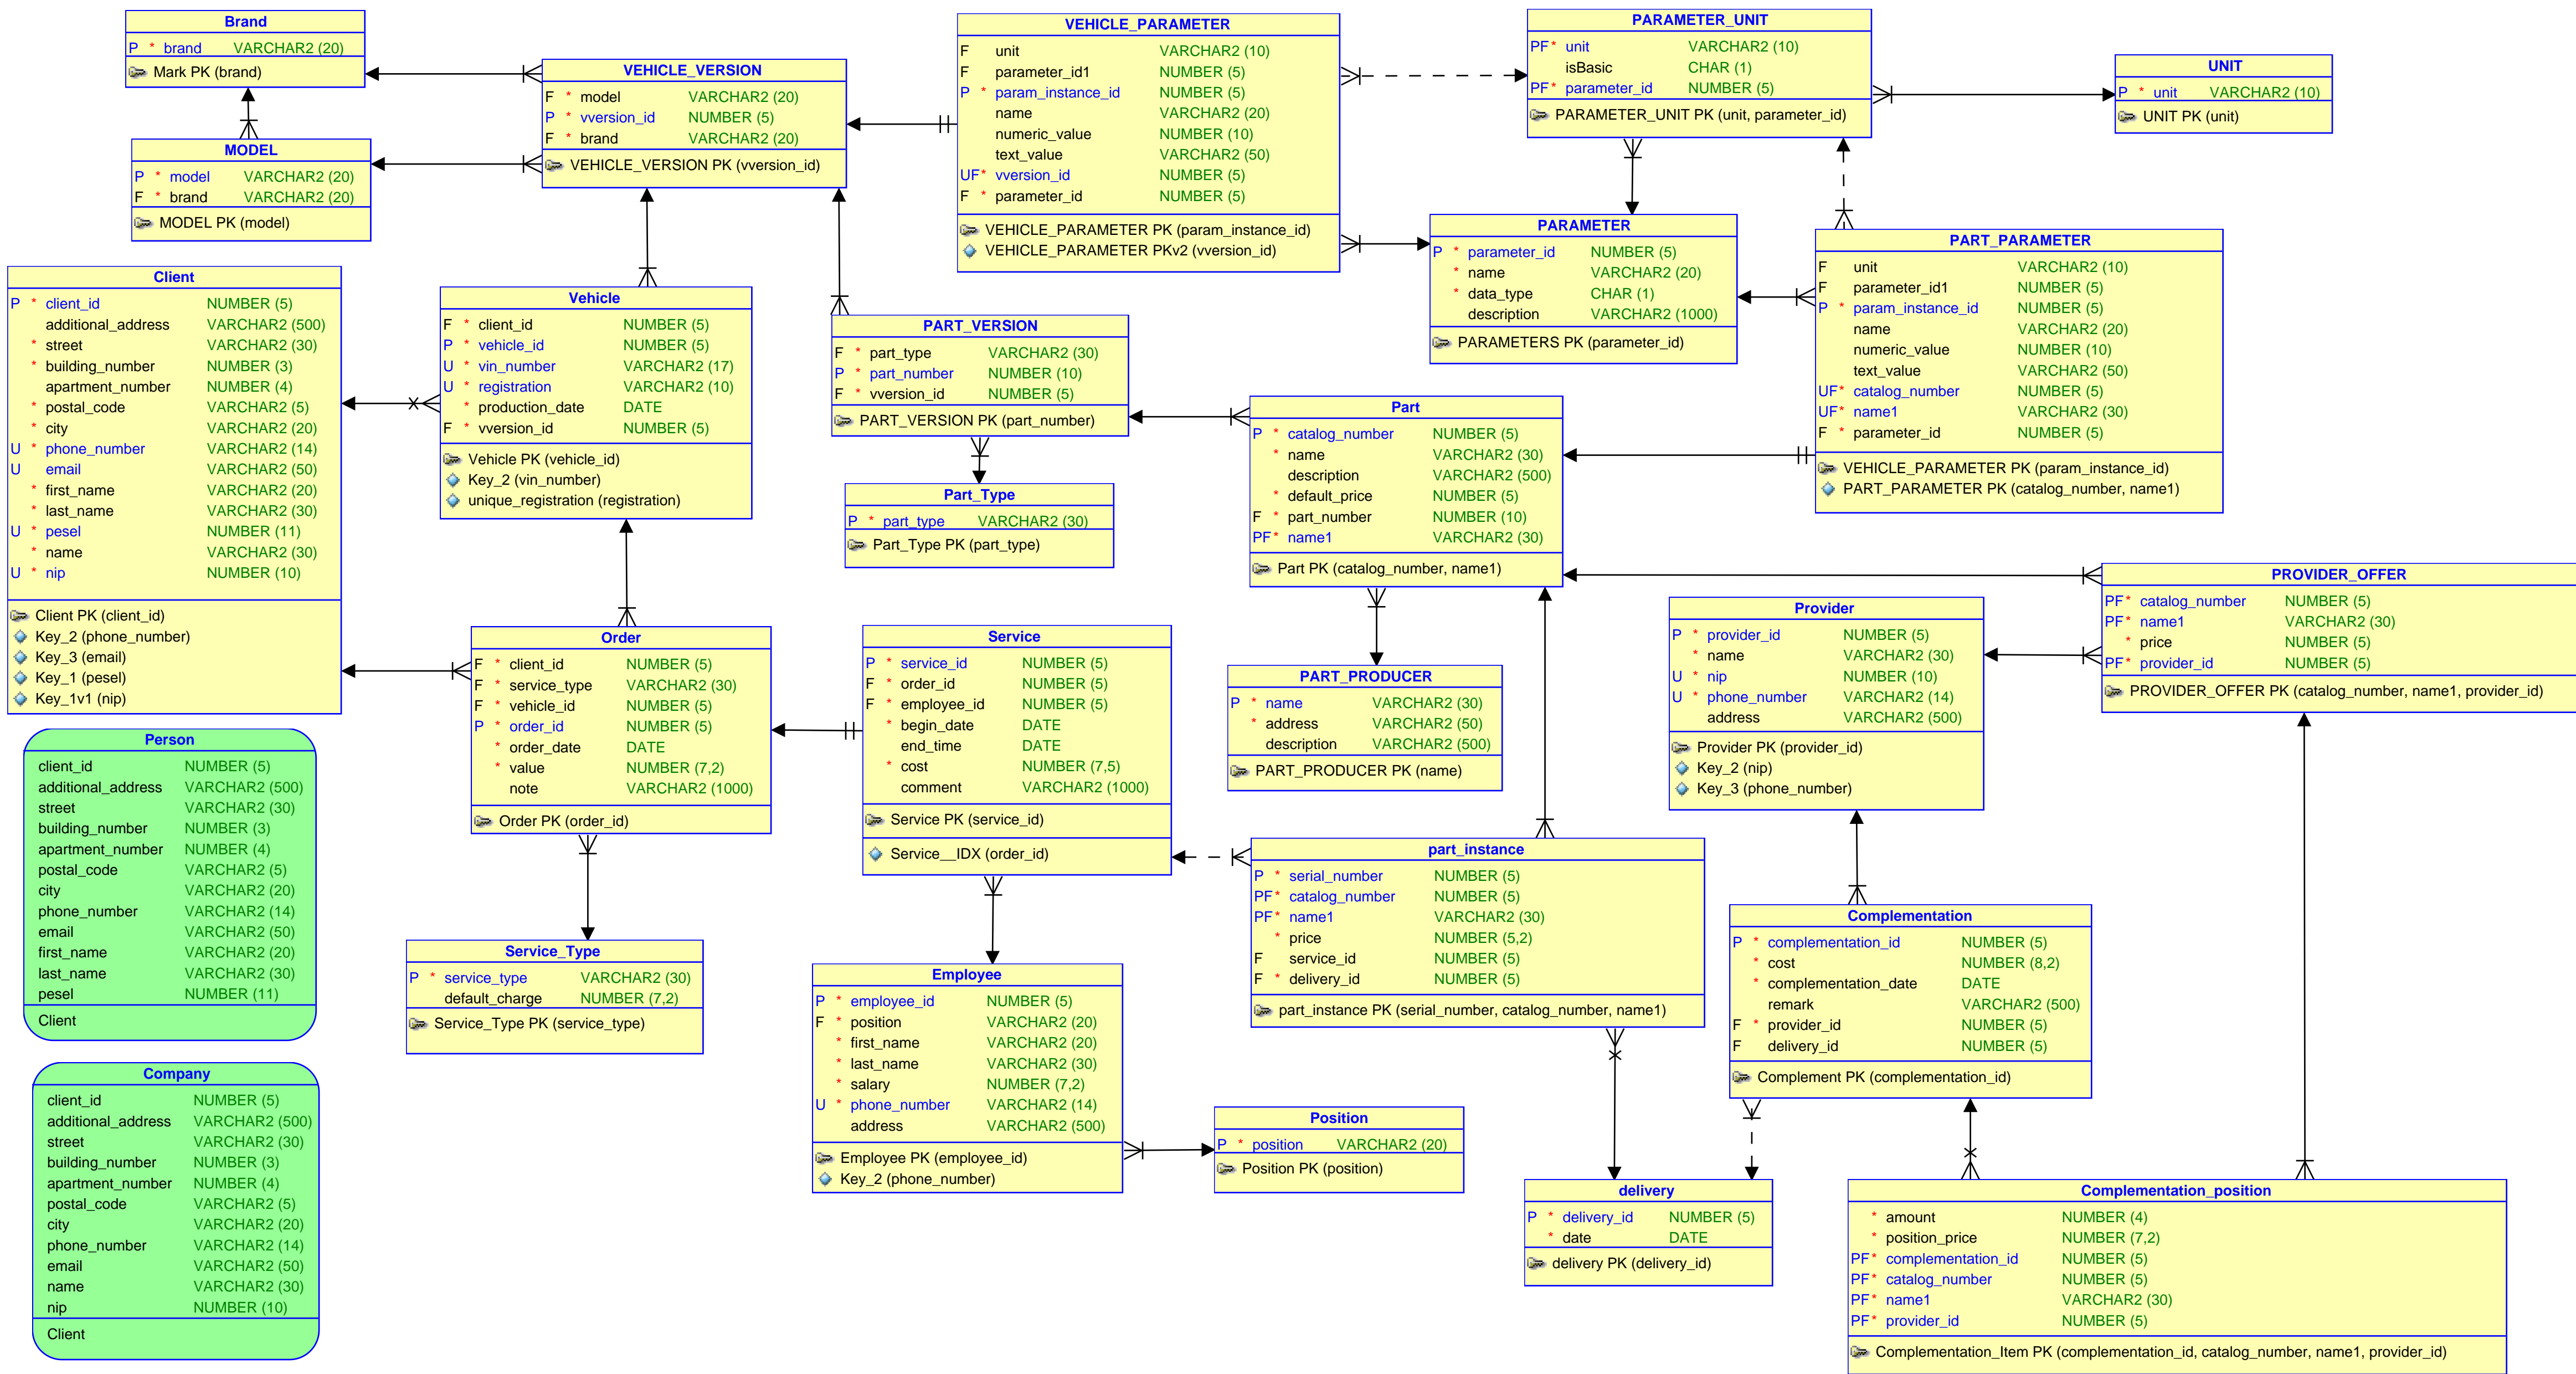 Brand
P * brand VARCHAR2 (20)
Mark PK (brand)
MODEL
P * model VARCHAR2 (20)
F * brand VARCHAR2 (20)
MODEL PK (model)
VEHICLE_VERSION
F * model VARCHAR2 (20)
P * vversion_id NUMBER (5)
F * brand VARCHAR2 (20)
VEHICLE_VERSION PK (vversion_id)
VEHICLE_PARAMETER
F unit VARCHAR2 (10)
F parameter_id1 NUMBER (5)
P * param_instance_id NUMBER (5)
name VARCHAR2 (20)
numeric_value NUMBER (10)
text_value VARCHAR2 (50)
UF* vversion_id NUMBER (5)
F * parameter_id NUMBER (5)
VEHICLE_PARAMETER PK (param_instance_id)
VEHICLE_PARAMETER PKv2 (vversion_id)
PARAMETER_UNIT
PF* unit VARCHAR2 (10)
isBasic CHAR (1)
PF* parameter_id NUMBER (5)
PARAMETER_UNIT PK (unit, parameter_id)
UNIT
P * unit VARCHAR2 (10)
UNIT PK (unit)
PARAMETER
P * parameter_id NUMBER (5)
* name VARCHAR2 (20)
* data_type CHAR (1)
description VARCHAR2 (1000)
PARAMETERS PK (parameter_id)
PART_PARAMETER
F unit VARCHAR2 (10)
F parameter_id1 NUMBER (5)
P * param_instance_id NUMBER (5)
name VARCHAR2 (20)
numeric_value NUMBER (10)
text_value VARCHAR2 (50)
UF* catalog_number NUMBER (5)
UF* name1 VARCHAR2 (30)
F * parameter_id NUMBER (5)
VEHICLE_PARAMETER PK (param_instance_id)
PART_PARAMETER PK (catalog_number, name1)
Client
P * client_id NUMBER (5)
additional_address VARCHAR2 (500)
* street VARCHAR2 (30)
* building_number NUMBER (3)
apartment_number NUMBER (4)
* postal_code VARCHAR2 (5)
* city VARCHAR2 (20)
U * phone_number VARCHAR2 (14)
U email VARCHAR2 (50)
* first_name VARCHAR2 (20)
* last_name VARCHAR2 (30)
U * pesel NUMBER (11)
* name VARCHAR2 (30)
U * nip NUMBER (10)
Client PK (client_id)
Key_2 (phone_number)
Key_3 (email)
Key_1 (pesel)
Key_1v1 (nip)
Vehicle
F * client_id NUMBER (5)
P * vehicle_id NUMBER (5)
U * vin_number VARCHAR2 (17)
U * registration VARCHAR2 (10)
* production_date DATE
F * vversion_id NUMBER (5)
Vehicle PK (vehicle_id)
Key_2 (vin_number)
unique_registration (registration)
PART_VERSION
F * part_type VARCHAR2 (30)
P * part_number NUMBER (10)
F * vversion_id NUMBER (5)
PART_VERSION PK (part_number)
Part_Type
P * part_type VARCHAR2 (30)
Part_Type PK (part_type)
Part
P * catalog_number NUMBER (5)
* name VARCHAR2 (30)
description VARCHAR2 (500)
* default_price NUMBER (5)
F * part_number NUMBER (10)
PF* name1 VARCHAR2 (30)
Part PK (catalog_number, name1)
PROVIDER_OFFER
PF* catalog_number NUMBER (5)
PF* name1 VARCHAR2 (30)
* price NUMBER (5)
PF* provider_id NUMBER (5)
PROVIDER_OFFER PK (catalog_number, name1, provider_id)
Provider
P * provider_id NUMBER (5)
* name VARCHAR2 (30)
U * nip NUMBER (10)
U * phone_number VARCHAR2 (14)
address VARCHAR2 (500)
Provider PK (provider_id)
Key_2 (nip)
Key_3 (phone_number)
Order
F * client_id NUMBER (5)
F * service_type VARCHAR2 (30)
F * vehicle_id NUMBER (5)
P * order_id NUMBER (5)
* order_date DATE
* value NUMBER (7,2)
note VARCHAR2 (1000)
Order PK (order_id)
Service
P * service_id NUMBER (5)
F * order_id NUMBER (5)
F * employee_id NUMBER (5)
* begin_date DATE
end_time DATE
* cost NUMBER (7,5)
comment VARCHAR2 (1000)
Service PK (service_id)
Service__IDX (order_id)
PART_PRODUCER
P * name VARCHAR2 (30)
* address VARCHAR2 (50)
description VARCHAR2 (500)
PART_PRODUCER PK (name)
Person
client_id NUMBER (5)
additional_address VARCHAR2 (500)
street VARCHAR2 (30)
building_number NUMBER (3)
apartment_number NUMBER (4)
postal_code VARCHAR2 (5)
city VARCHAR2 (20)
phone_number VARCHAR2 (14)
email VARCHAR2 (50)
first_name VARCHAR2 (20)
last_name VARCHAR2 (30)
pesel NUMBER (11)
Client
part_instance
P * serial_number NUMBER (5)
PF* catalog_number NUMBER (5)
PF* name1 VARCHAR2 (30)
* price NUMBER (5,2)
F service_id NUMBER (5)
F * delivery_id NUMBER (5)
part_instance PK (serial_number, catalog_number, name1)
Complementation
P * complementation_id NUMBER (5)
* cost NUMBER (8,2)
* complementation_date DATE
remark VARCHAR2 (500)
F * provider_id NUMBER (5)
F delivery_id NUMBER (5)
Complement PK (complementation_id)
Service_Type
P * service_type VARCHAR2 (30)
default_charge NUMBER (7,2)
Service_Type PK (service_type)
Employee
P * employee_id NUMBER (5)
F * position VARCHAR2 (20)
* first_name VARCHAR2 (20)
* last_name VARCHAR2 (30)
* salary NUMBER (7,2)
U * phone_number VARCHAR2 (14)
address VARCHAR2 (500)
Employee PK (employee_id)
Key_2 (phone_number)
Position
P * position VARCHAR2 (20)
Position PK (position)
Company
client_id NUMBER (5)
additional_address VARCHAR2 (500)
street VARCHAR2 (30)
building_number NUMBER (3)
apartment_number NUMBER (4)
postal_code VARCHAR2 (5)
city VARCHAR2 (20)
phone_number VARCHAR2 (14)
email VARCHAR2 (50)
name VARCHAR2 (30)
nip NUMBER (10)
Client
delivery
P * delivery_id NUMBER (5)
* date DATE
delivery PK (delivery_id)
Complementation_position
* amount NUMBER (4)
* position_price NUMBER (7,2)
PF* complementation_id NUMBER (5)
PF* catalog_number NUMBER (5)
PF* name1 VARCHAR2 (30)
PF* provider_id NUMBER (5)
Complementation_Item PK (complementation_id, catalog_number, name1, provider_id)